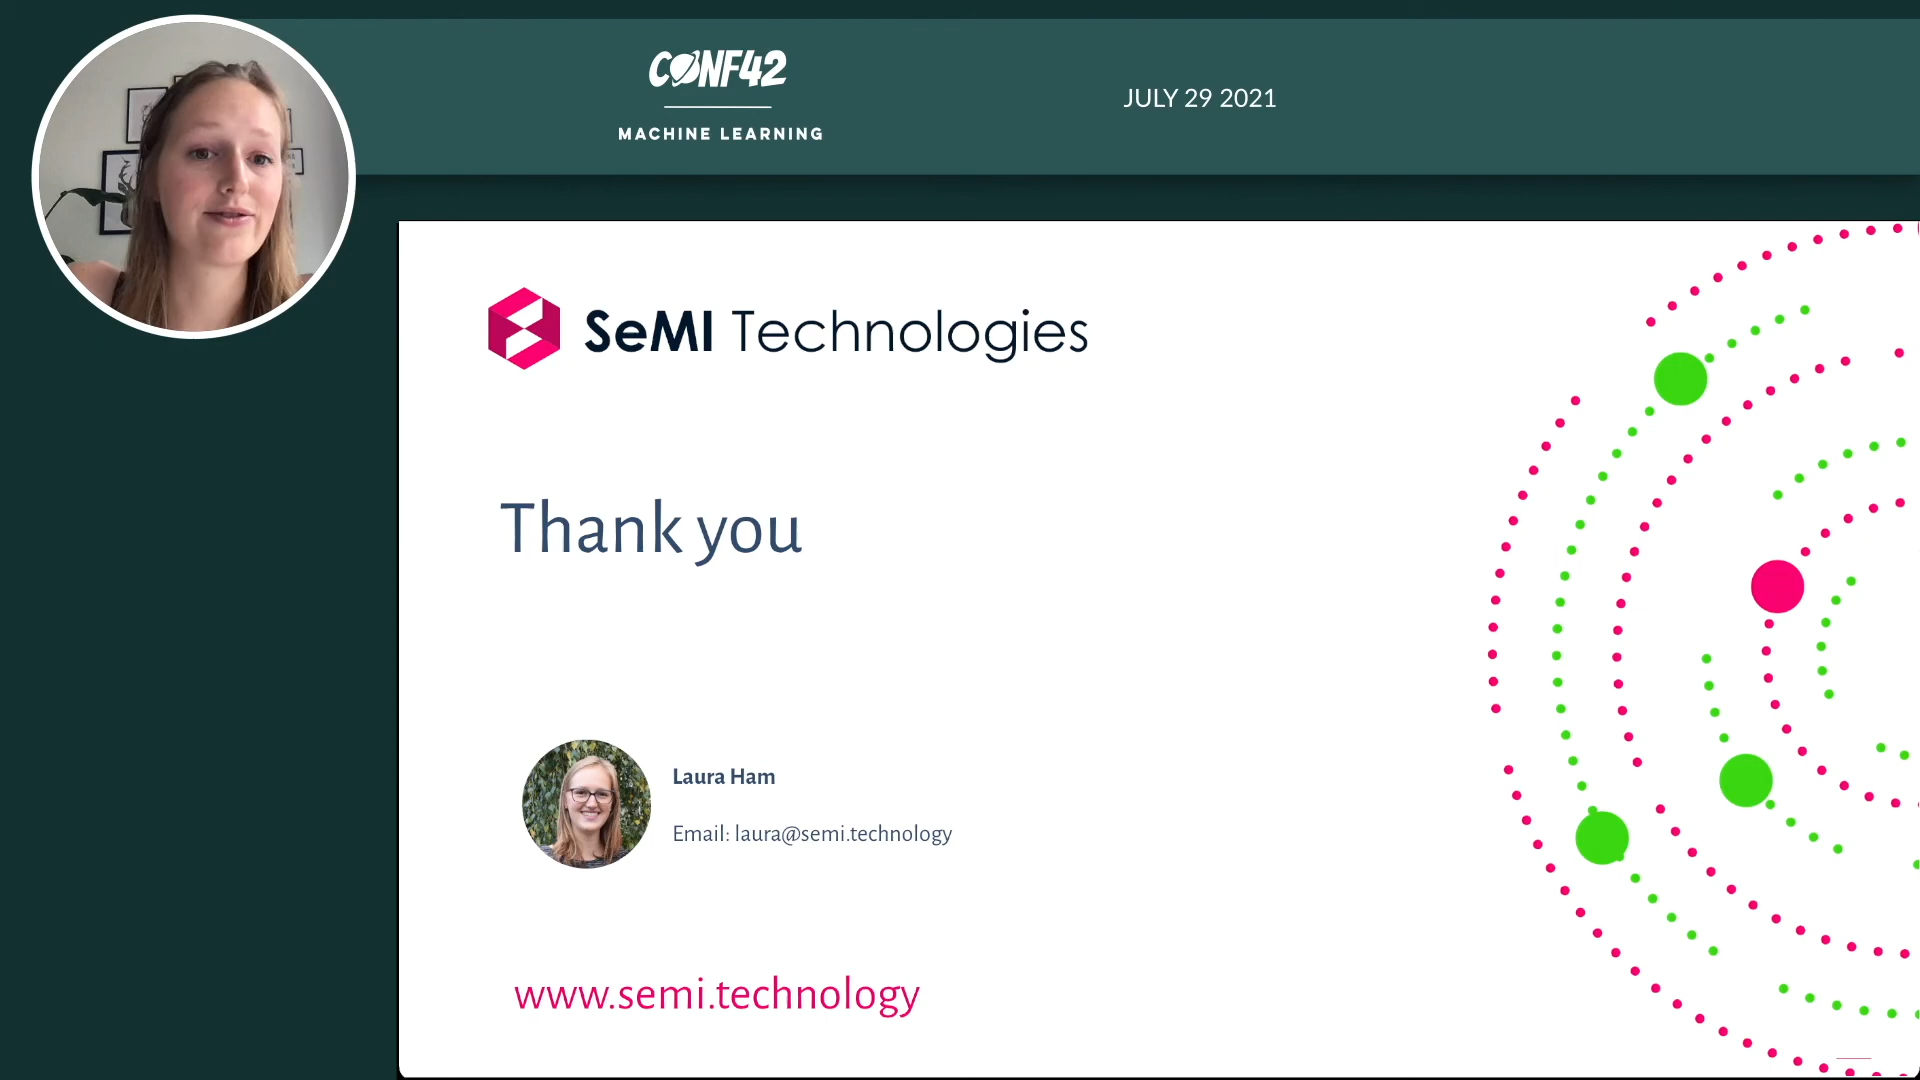 CONF42
MACHINE LEARNING
JULY 29 2021
SeMI Technologies
Thank you
Laura Ham
Email: laura@semi.technology
www.semi.technology